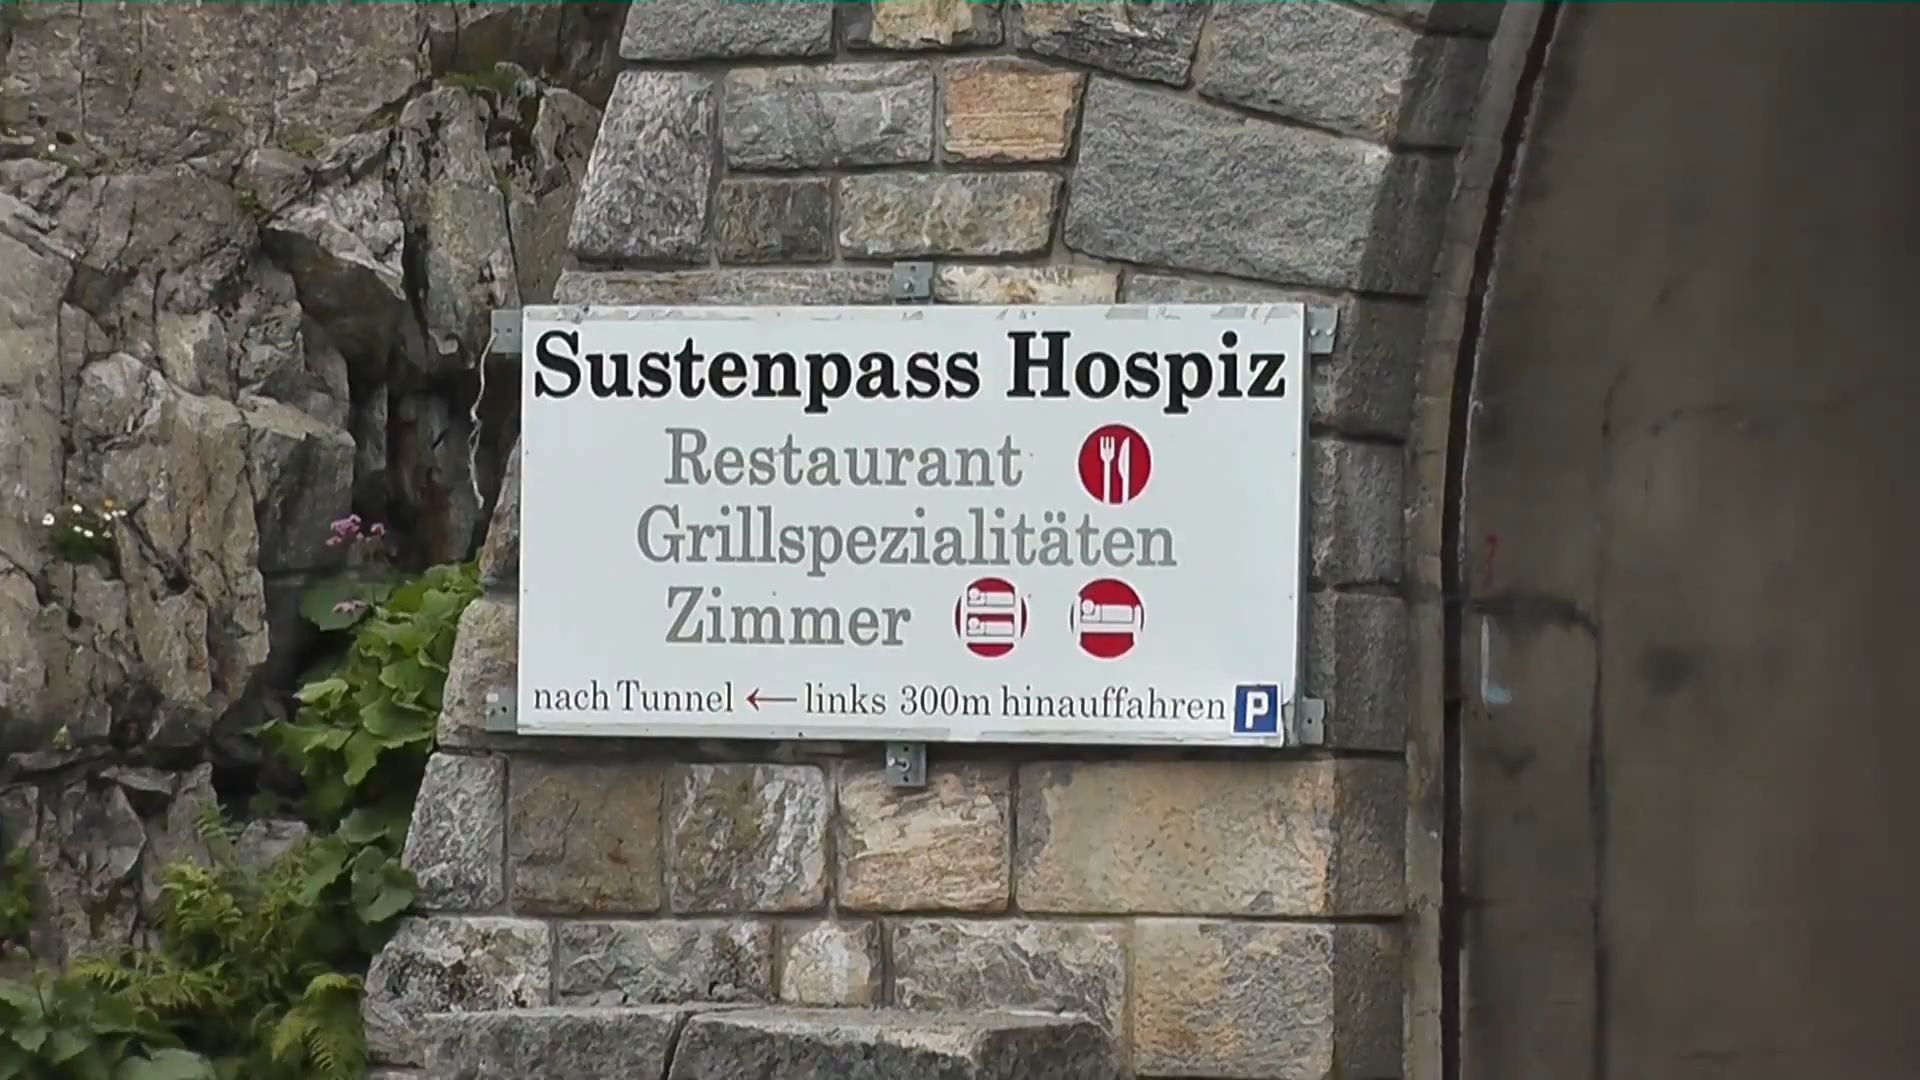 Sustenpass Hospiz
Restaurant
Grillspezialitäten
Zimmer
nach Tunnel ← links 300m hinauffahren P